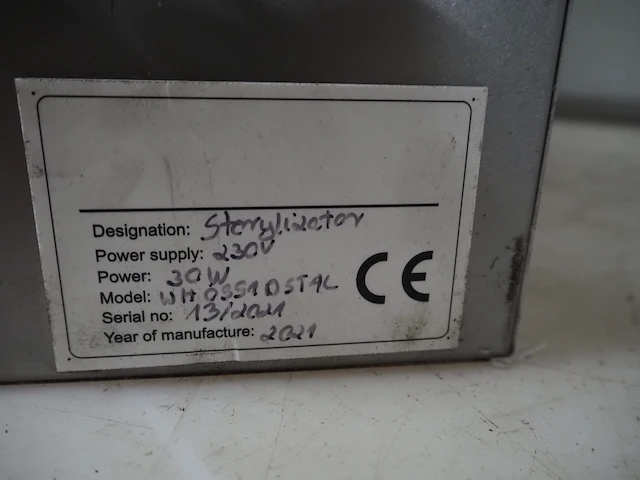 Designation: Sterylizator
Power supply: 230V
Power: 30W
Model: WH 0351 DSTAL
Serial no: 13/2021
Year of manufacture: 2021
CE